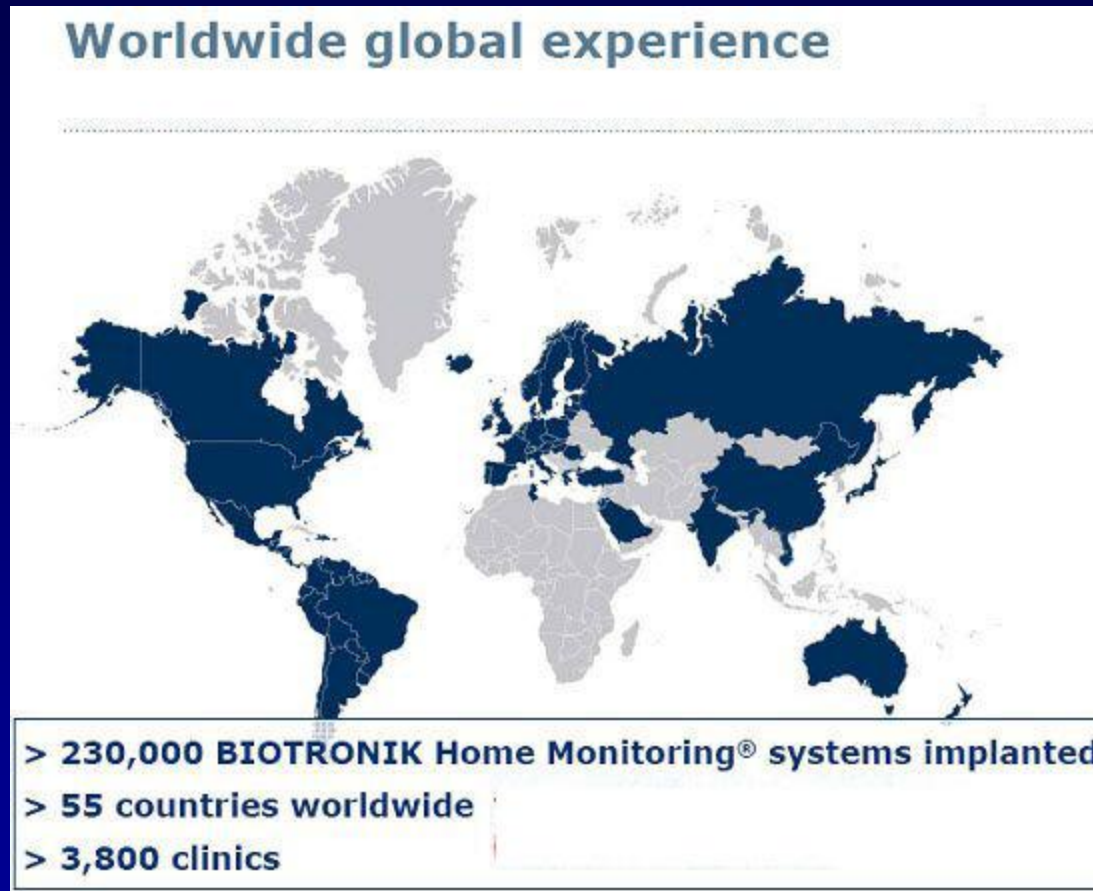 Worldwide global experience
> 230,000 BIOTRONIK Home Monitoring® systems implanted
> 55 countries worldwide
> 3,800 clinics